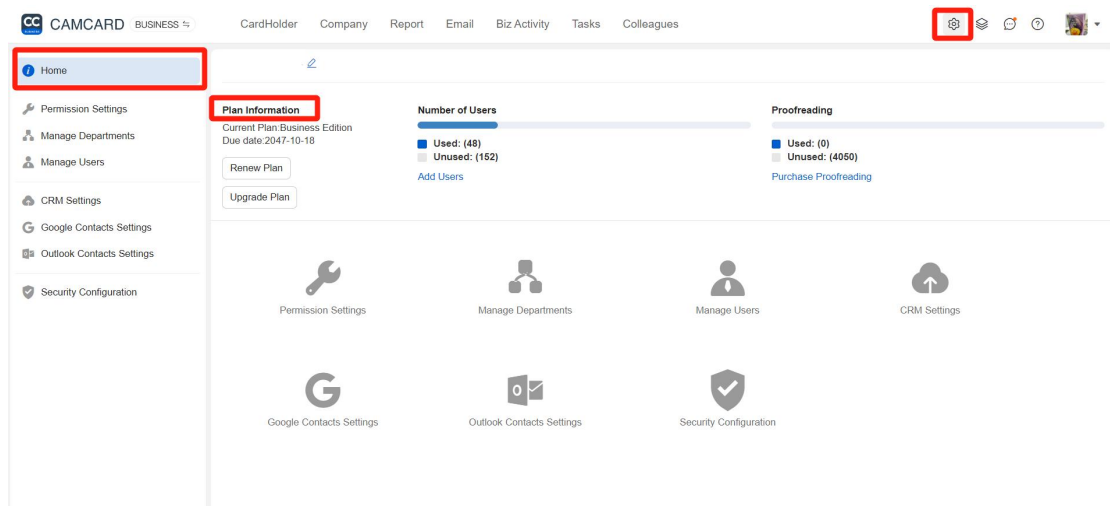 CC CAMCARD BUSINESS CardHolder Company Report Email Biz Activity Tasks Colleagues
Home
Permission Settings
Manage Departments
Manage Users
CRM Settings
Google Contacts Settings
Outlook Contacts Settings
Security Configuration
Plan Information
Current Plan:Business Edition
Due date:2047-10-18
Renew Plan
Upgrade Plan
Number of Users
Used: (48)
Unused: (152)
Add Users
Proofreading
Used: (0)
Unused: (4050)
Purchase Proofreading
Permission Settings
Manage Departments
Manage Users
CRM Settings
Google Contacts Settings
Outlook Contacts Settings
Security Configuration